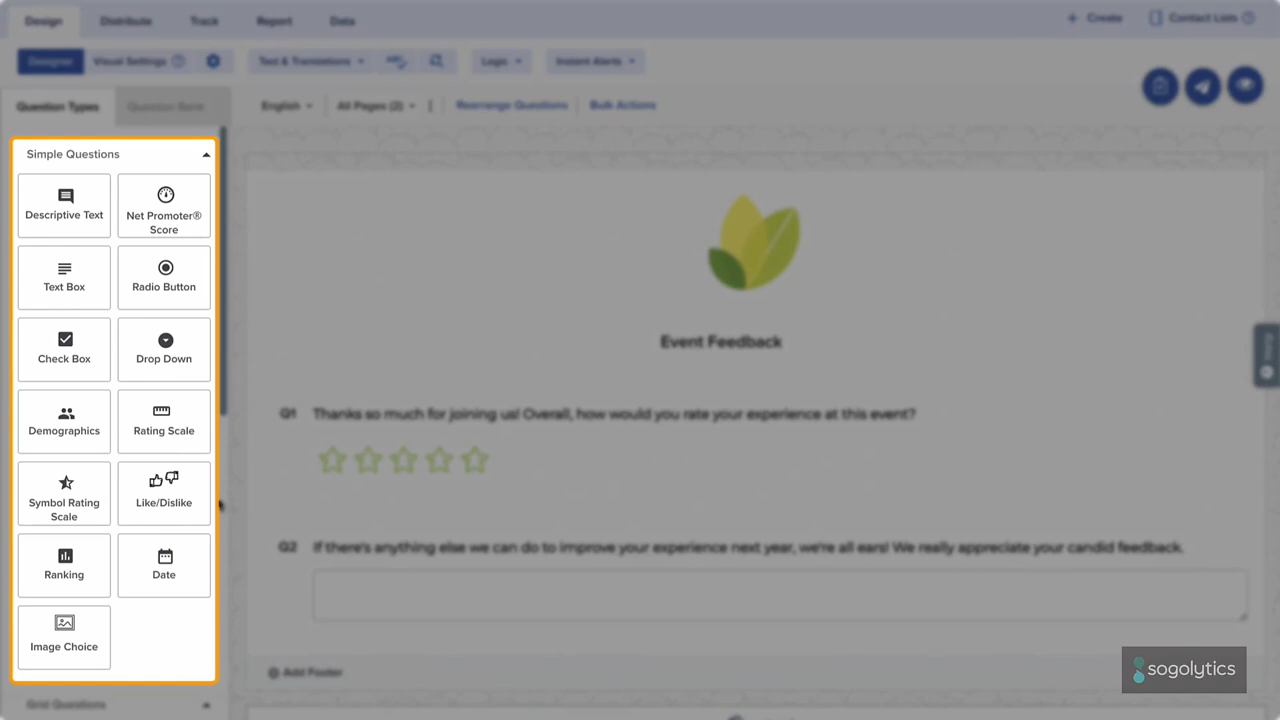 Design Distribute Track Report Data
Create Contact Lists
Designer Visual Settings Text & Translations ABC Logic Instant Alerts
Question Types Question Bank
English All Pages (2) Rearrange Questions Bulk Actions
Simple Questions
Descriptive Text
Net Promoter® Score
Text Box
Radio Button
Check Box
Drop Down
Demographics
Rating Scale
Symbol Rating Scale
Like/Dislike
Ranking
Date
Image Choice
Grid Questions
Event Feedback
Q1 Thanks so much for joining us! Overall, how would you rate your experience at this event?
Q2 If there's anything else we can do to improve your experience next year, we're all ears! We really appreciate your candid feedback.
Add Footer
sogolytics